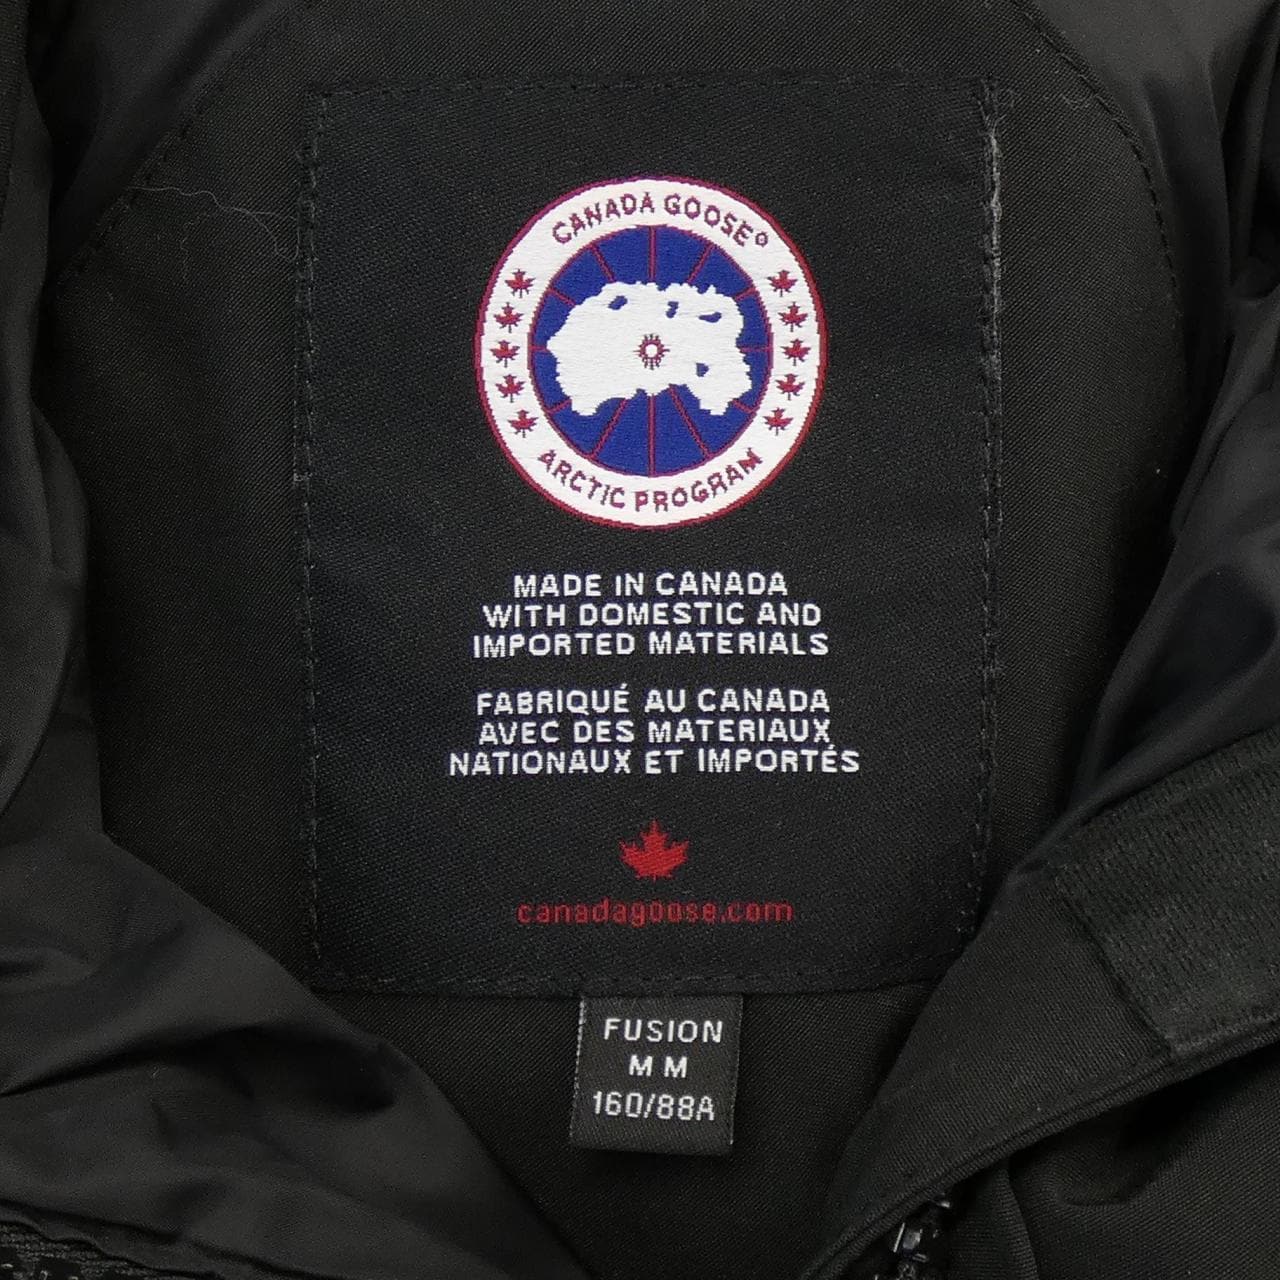 CANADA GOOSE®
ARCTIC PROGRAM
MADE IN CANADA
WITH DOMESTIC AND
IMPORTED MATERIALS
FABRIQUÉ AU CANADA
AVEC DES MATERIAUX
NATIONAUX ET IMPORTÉS
canadagoose.com
FUSION
M M
160/88A